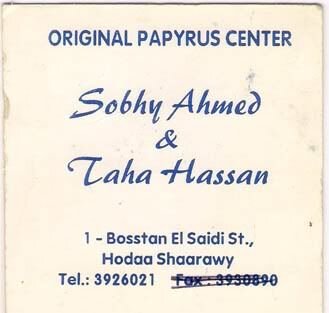 ORIGINAL PAPYRUS CENTER
Sobhy Ahmed
&
Taha Hassan
1 - Bosstan El Saidi St.,
Hodaa Shaarawy
Tel.: 3926021 Fax : 3930890